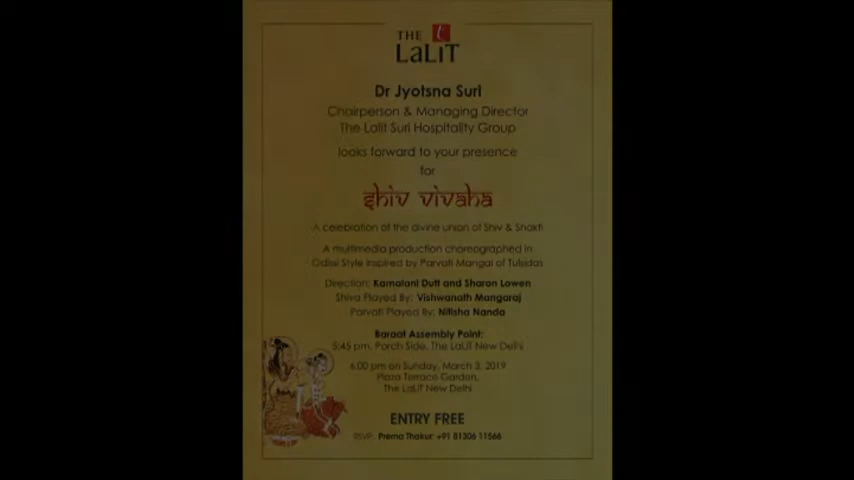 THE
LaLiT
Dr Jyotsna Suri
Chairperson & Managing Director
The Lalit Suri Hospitality Group
looks forward to your presence
for
shiv vivaha
A celebration of the divine union of Shiv & Shakti
A multimedia production choreographed in
Odissi Style inspired by Parvati Mangal of Tulsidas
Direction: Kamalani Dutt and Sharon Lowen
Shiva Played By: Vishwanath Mangaraj
Parvati Played By: Nitisha Nanda
Baraat Assembly Point:
5:45 pm, Porch Side, The LaLiT New Delhi
6:00 pm on Sunday, March 3, 2019
Plaza Terrace Garden,
The LaLiT New Delhi
ENTRY FREE
RSVP: Prema Thakur: +91 81306 11566